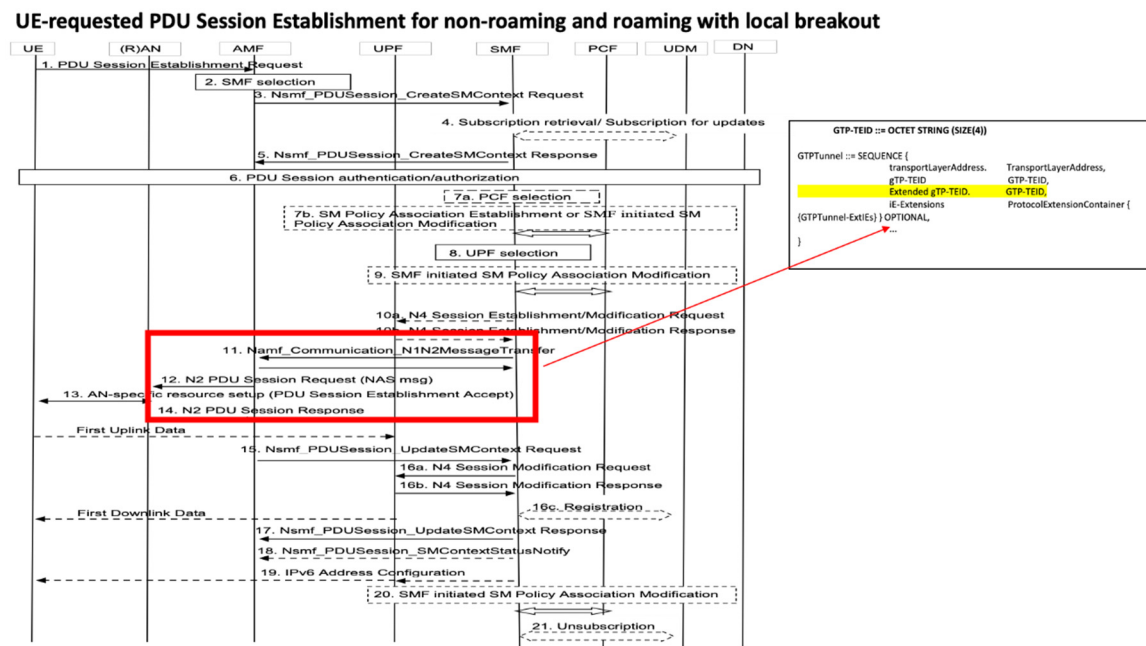 UE-requested PDU Session Establishment for non-roaming and roaming with local breakout
UE (R)AN AMF UPF SMF PCF UDM DN
1. PDU Session Establishment Request
2. SMF selection
3. Nsmf_PDUSession_CreateSMContext Request
4. Subscription retrieval/ Subscription for updates
5. Nsmf_PDUSession_CreateSMContext Response
6. PDU Session authentication/authorization
7a. PCF selection
7b. SM Policy Association Establishment or SMF initiated SM
Policy Association Modification
8. UPF selection
9. SMF initiated SM Policy Association Modification
10a. N4 Session Establishment/Modification Request
10b. N4 Session Establishment/Modification Response
11. Namf_Communication_N1N2MessageTransfer
12. N2 PDU Session Request (NAS msg)
13. AN-specific resource setup (PDU Session Establishment Accept)
14. N2 PDU Session Response
First Uplink Data
15. Nsmf_PDUSession_UpdateSMContext Request
16a. N4 Session Modification Request
16b. N4 Session Modification Response
16c. Registration
First Downlink Data
17. Nsmf_PDUSession_UpdateSMContext Response
18. Nsmf_PDUSession_SMContextStatusNotify
19. IPv6 Address Configuration
20. SMF initiated SM Policy Association Modification
21. Unsubscription
GTP-TEID ::= OCTET STRING (SIZE(4))
GTPTunnel ::= SEQUENCE {
transportLayerAddress. TransportLayerAddress,
gTP-TEID GTP-TEID,
Extended gTP-TEID. GTP-TEID,
iE-Extensions ProtocolExtensionContainer {
{GTPTunnel-ExtIEs} } OPTIONAL,
...
}